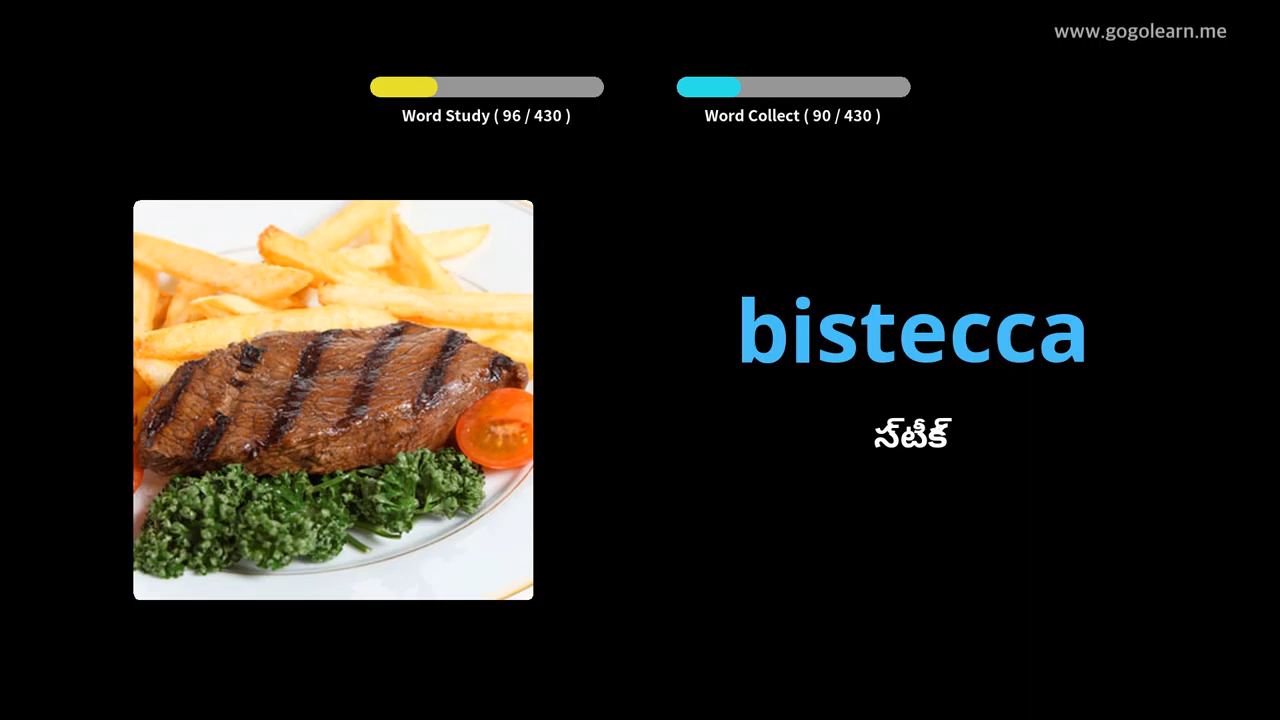 www.gogolearn.me
Word Study ( 96 / 430 )
Word Collect ( 90 / 430 )
bistecca
స్‌టీక్